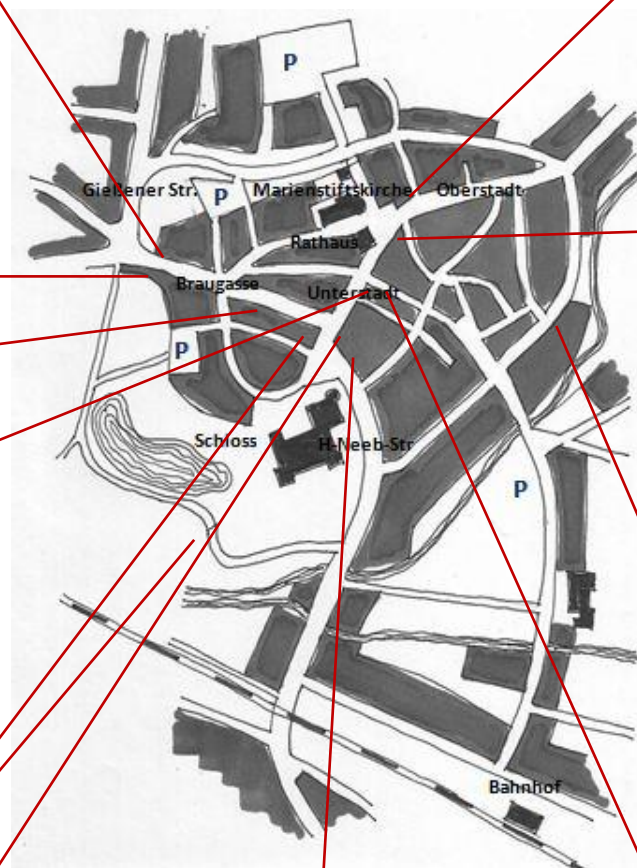 P
Gießener Str.
P
Marienstiftskirche
Oberstadt
Rathaus
Braugasse
Unterstadt
P
Schloss
H-Neeb-Str
P
Bahnhof